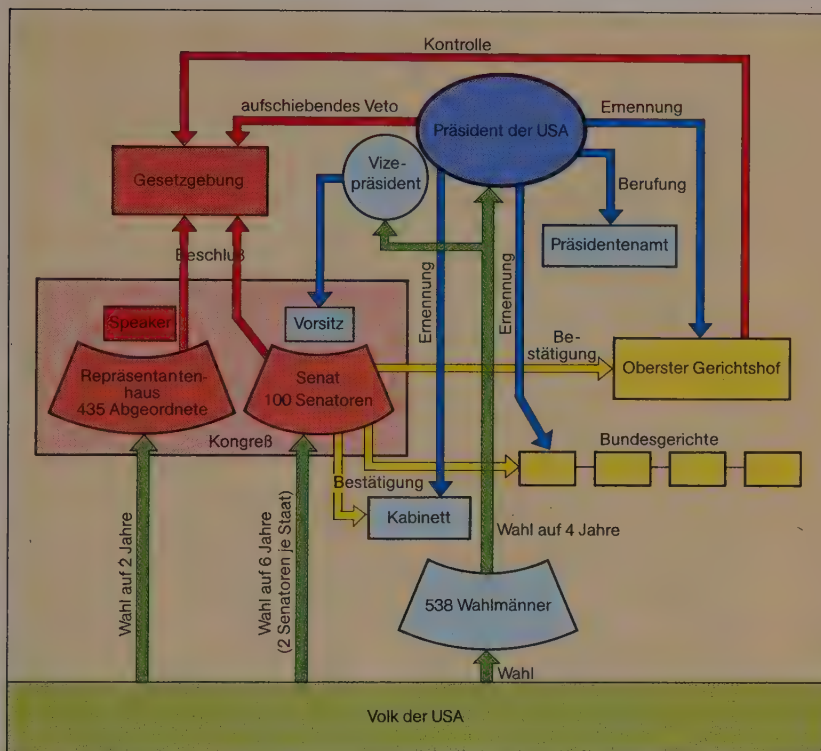 Kontrolle
aufschiebendes Veto
Präsident der USA
Ernennung
Gesetzgebung
Vize-
präsident
Berufung
Präsidentenamt
Beschluß
Ernennung
Ernennung
Speaker
Vorsitz
Be-
stätigung
Oberster Gerichtshof
Repräsentanten-
haus
435 Abgeordnete
Senat
100 Senatoren
Kongreß
Bundesgerichte
Bestätigung
Kabinett
Wahl auf 2 Jahre
Wahl auf 6 Jahre
(2 Senatoren je Staat)
Wahl auf 4 Jahre
538 Wahlmänner
Wahl
Volk der USA